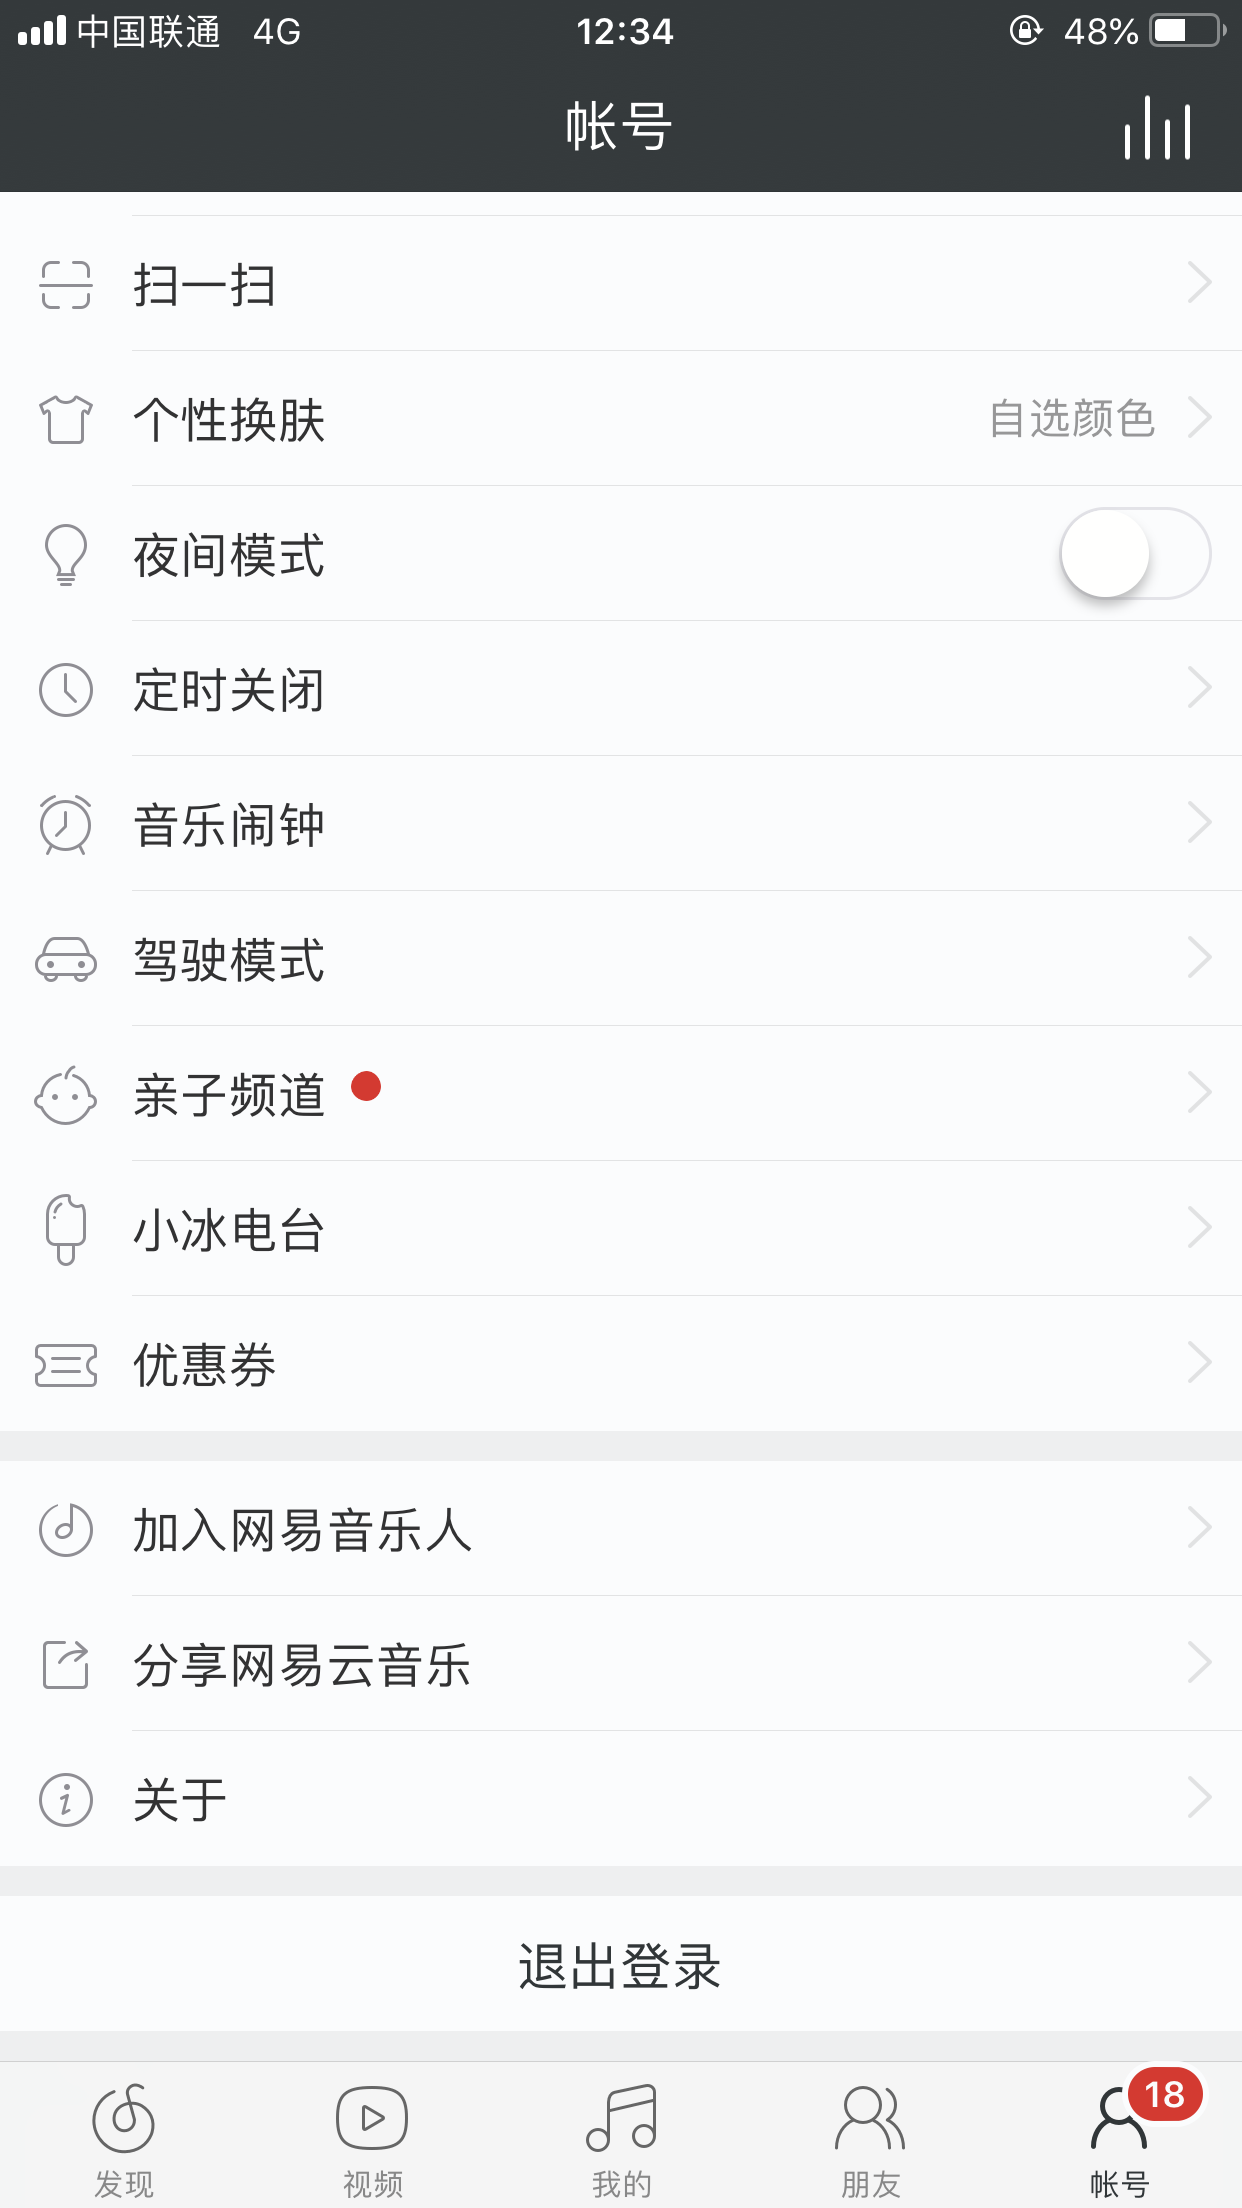 中国联通 4G 12:34 48%
帐号
扫一扫
个性换肤 自选颜色
夜间模式
定时关闭
音乐闹钟
驾驶模式
亲子频道
小冰电台
优惠券
加入网易音乐人
分享网易云音乐
关于
退出登录
18
发现 视频 我的 朋友 帐号